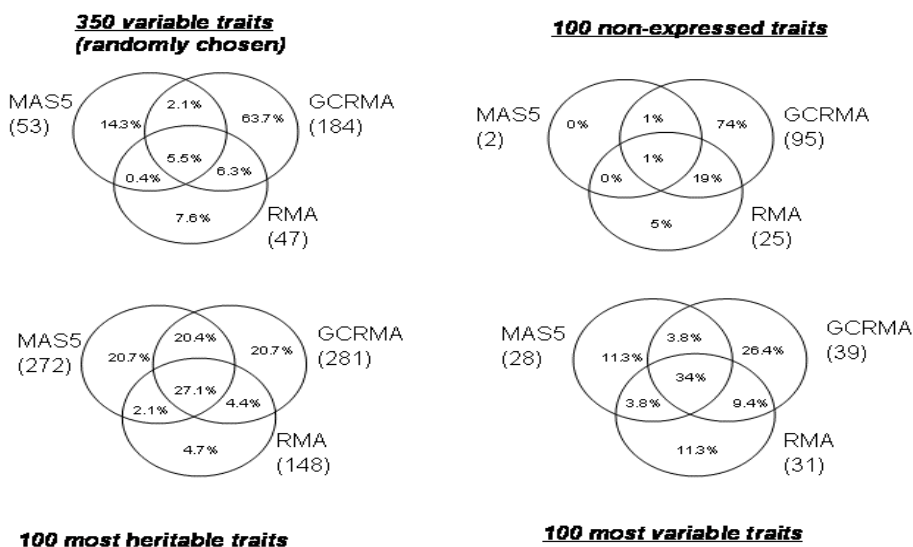 350 variable traits
(randomly chosen)
MAS5
(53)
GCRMA
(184)
RMA
(47)
14.3%
2.1%
63.7%
5.5%
0.4%
6.3%
7.6%
100 non-expressed traits
MAS5
(2)
GCRMA
(95)
RMA
(25)
0%
1%
74%
1%
0%
19%
5%
MAS5
(272)
GCRMA
(281)
RMA
(148)
20.7%
20.4%
20.7%
27.1%
2.1%
4.4%
4.7%
100 most heritable traits
MAS5
(28)
GCRMA
(39)
RMA
(31)
11.3%
3.8%
26.4%
34%
3.8%
9.4%
11.3%
100 most variable traits